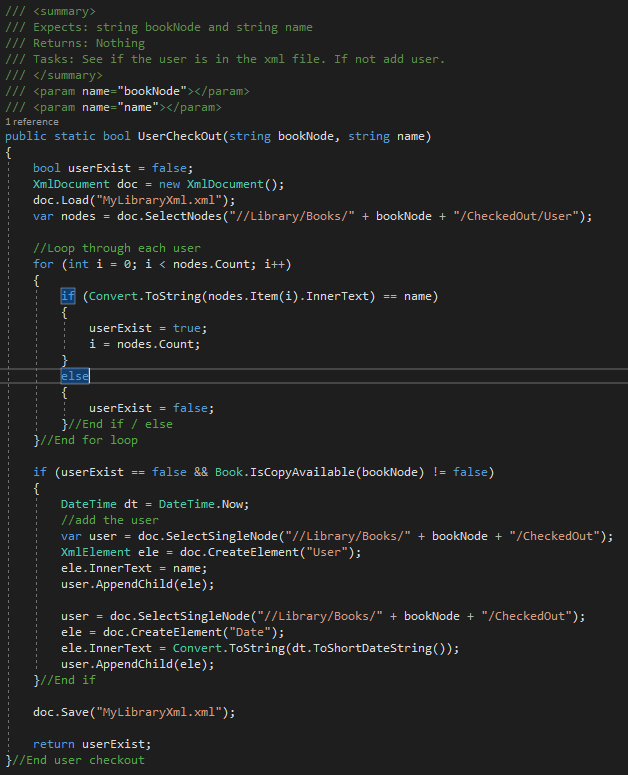 /// <summary>
/// Expects: string bookNode and string name
/// Returns: Nothing
/// Tasks: See if the user is in the xml file. If not add user.
/// </summary>
/// <param name="bookNode"></param>
/// <param name="name"></param>
1 reference
public static bool UserCheckOut(string bookNode, string name)
{
bool userExist = false;
XmlDocument doc = new XmlDocument();
doc.Load("MyLibraryXml.xml");
var nodes = doc.SelectNodes("//Library/Books/" + bookNode + "/CheckedOut/User");
//Loop through each user
for (int i = 0; i < nodes.Count; i++)
{
if (Convert.ToString(nodes.Item(i).InnerText) == name)
{
userExist = true;
i = nodes.Count;
}
else
{
userExist = false;
}//End if / else
}//End for loop
if (userExist == false && Book.IsCopyAvailable(bookNode) != false)
{
DateTime dt = DateTime.Now;
//add the user
var user = doc.SelectSingleNode("//Library/Books/" + bookNode + "/CheckedOut");
XmlElement ele = doc.CreateElement("User");
ele.InnerText = name;
user.AppendChild(ele);
user = doc.SelectSingleNode("//Library/Books/" + bookNode + "/CheckedOut");
ele = doc.CreateElement("Date");
ele.InnerText = Convert.ToString(dt.ToShortDateString());
user.AppendChild(ele);
}//End if
doc.Save("MyLibraryXml.xml");
return userExist;
}//End user checkout